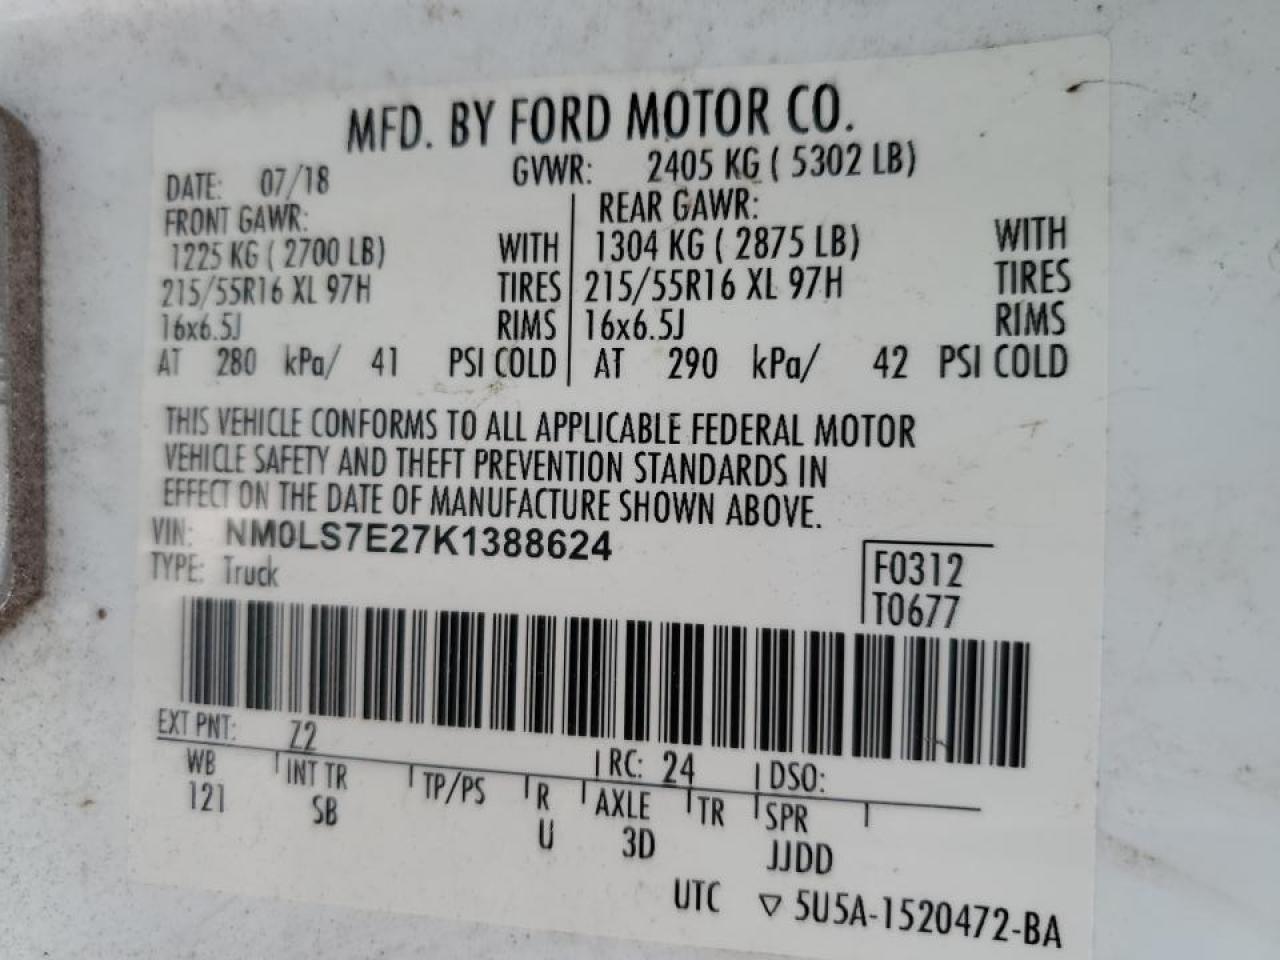 MFD. BY FORD MOTOR CO.
DATE: 07/18 GVWR: 2405 KG ( 5302 LB)
FRONT GAWR: REAR GAWR:
1225 KG ( 2700 LB) WITH 1304 KG ( 2875 LB) WITH
215/55R16 XL 97H TIRES 215/55R16 XL 97H TIRES
16x6.5J RIMS 16x6.5J RIMS
AT 280 kPa/ 41 PSI COLD AT 290 kPa/ 42 PSI COLD
THIS VEHICLE CONFORMS TO ALL APPLICABLE FEDERAL MOTOR
VEHICLE SAFETY AND THEFT PREVENTION STANDARDS IN
EFFECT ON THE DATE OF MANUFACTURE SHOWN ABOVE.
VIN: NM0LS7E27K1388624
TYPE: Truck
F0312
T0677
EXT PNT: Z2 RC: 24 DSO:
WB INT TR TP/PS R AXLE TR SPR
121 SB U 3D JJDD
UTC ▽ 5U5A-1520472-BA